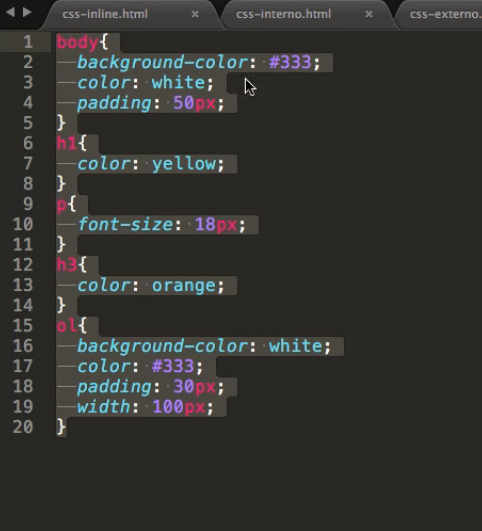 css-inline.html × css-interno.html × css-externo.
1 body{
2 background-color: #333;
3 color: white;
4 padding: 50px;
5 }
6 h1{
7 color: yellow;
8 }
9 p{
10 font-size: 18px;
11 }
12 h3{
13 color: orange;
14 }
15 ol{
16 background-color: white;
17 color: #333;
18 padding: 30px;
19 width: 100px;
20 }